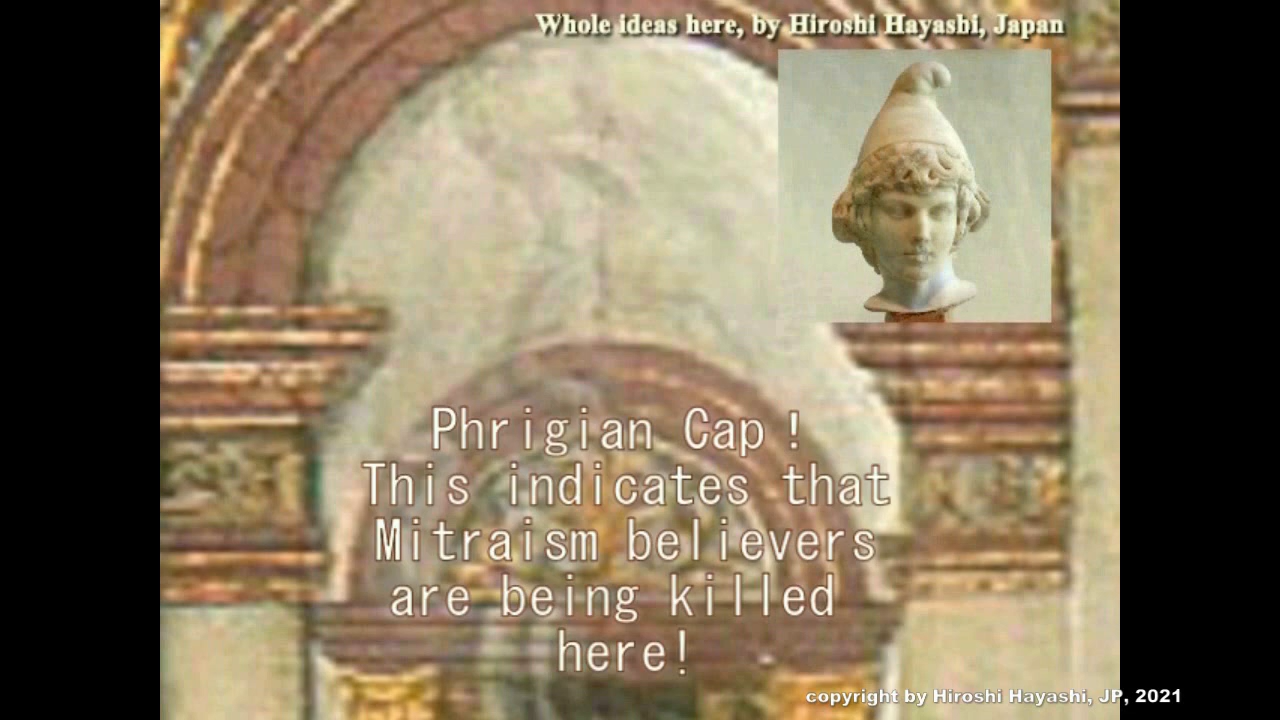 Whole ideas here, by Hiroshi Hayashi, Japan
Phrigian Cap！
This indicates that
Mitraism believers
are being killed
here!
copyright by Hiroshi Hayashi, JP, 2021